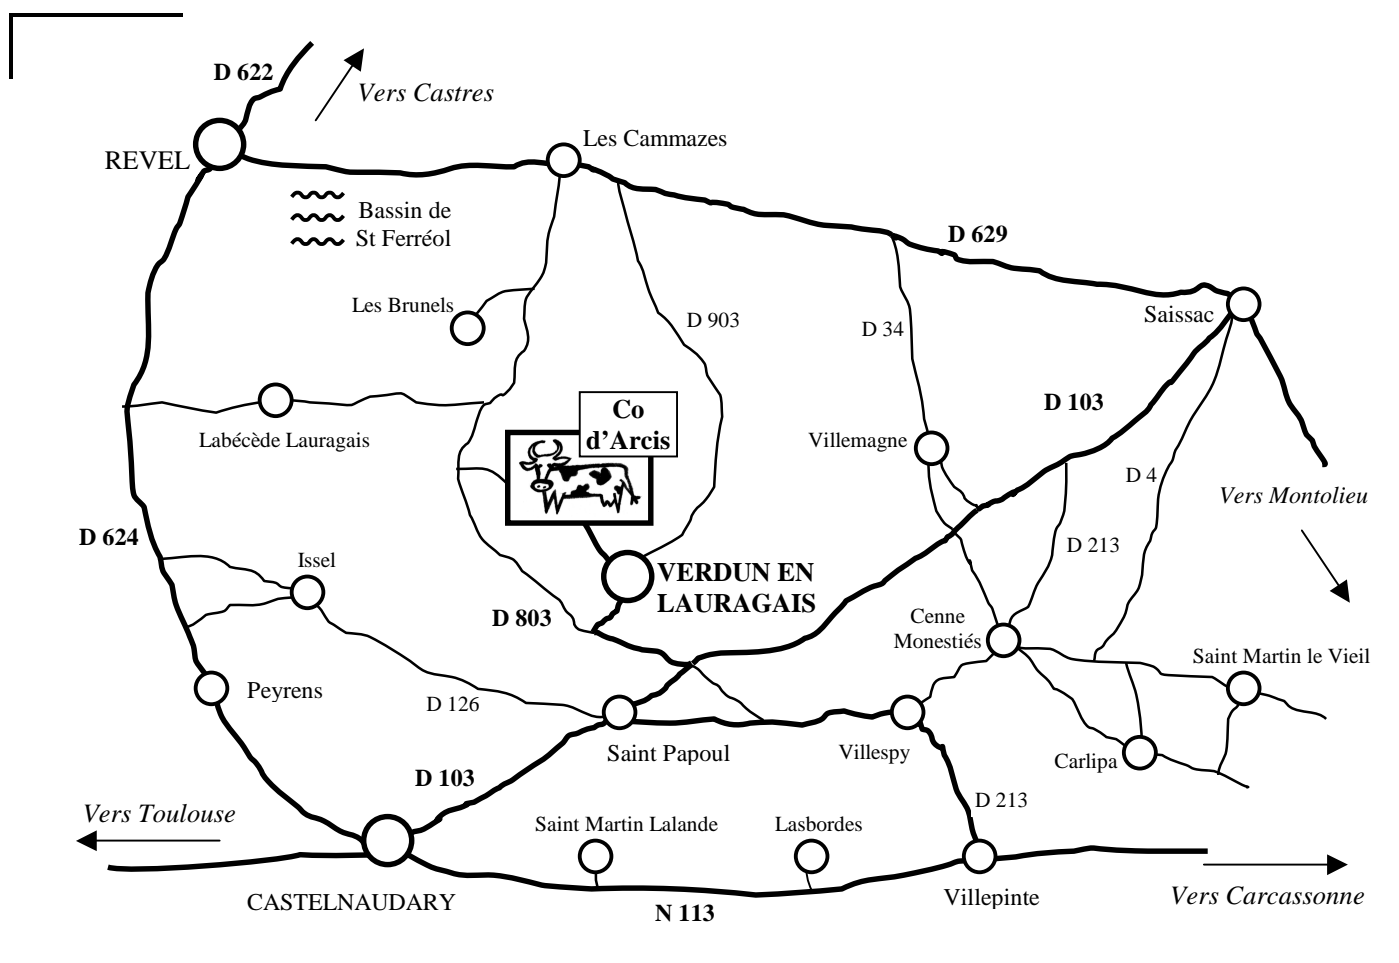 D 622
Vers Castres
Les Cammazes
REVEL
Bassin de
St Ferréol
D 629
Les Brunels
D 903
D 34
Saissac
Co
d'Arcis
D 103
Labécède Lauragais
Villemagne
D 4
Vers Montolieu
D 624
Issel
D 213
VERDUN EN
LAURAGAIS
D 803
Cenne
Monestiés
Saint Martin le Vieil
Peyrens
D 126
Saint Papoul
Villespy
Carlipa
D 103
D 213
Vers Toulouse
Saint Martin Lalande
Lasbordes
CASTELNAUDARY
N 113
Villepinte
Vers Carcassonne